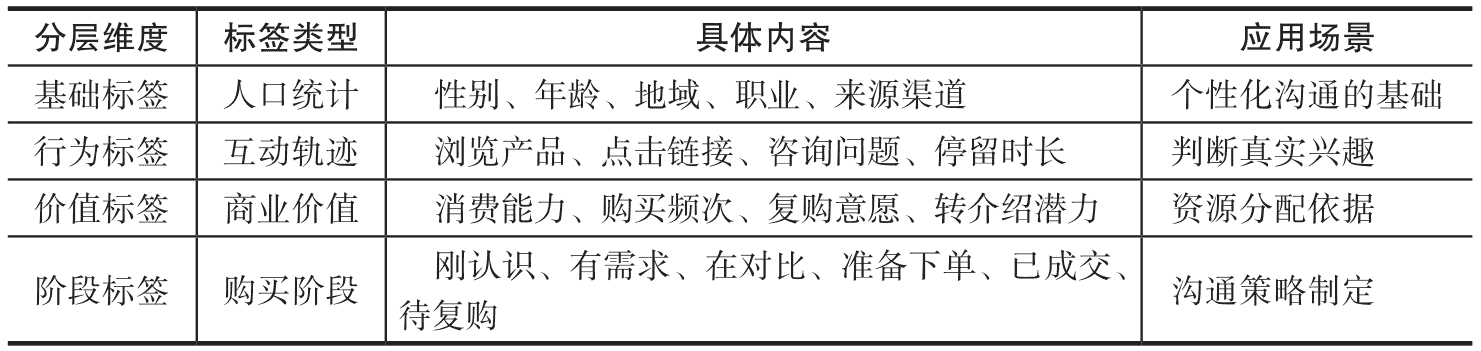 分层维度 标签类型 具体内容 应用场景
基础标签 人口统计 性别、年龄、地域、职业、来源渠道 个性化沟通的基础
行为标签 互动轨迹 浏览产品、点击链接、咨询问题、停留时长 判断真实兴趣
价值标签 商业价值 消费能力、购买频次、复购意愿、转介绍潜力 资源分配依据
阶段标签 购买阶段 刚认识、有需求、在对比、准备下单、已成交、
待复购 沟通策略制定